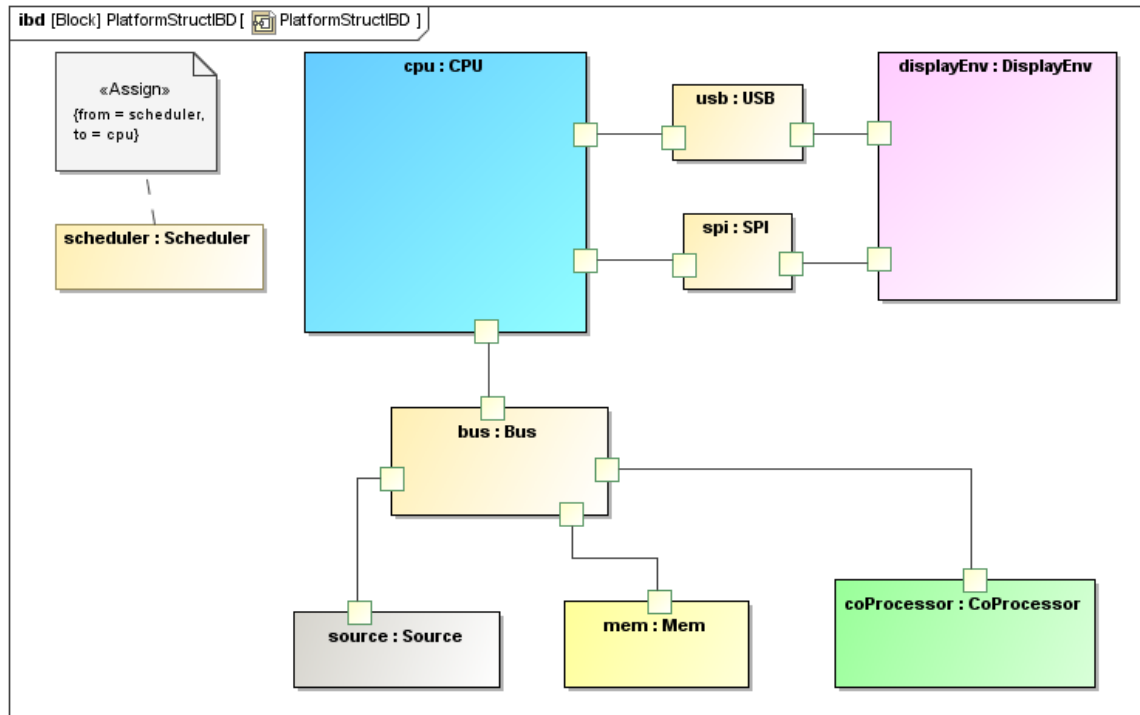 ibd [Block] PlatformStructIBD [ PlatformStructIBD ]
«Assign»
{from = scheduler,
to = cpu}
scheduler : Scheduler
cpu : CPU
usb : USB
displayEnv : DisplayEnv
spi : SPI
bus : Bus
source : Source
mem : Mem
coProcessor : CoProcessor